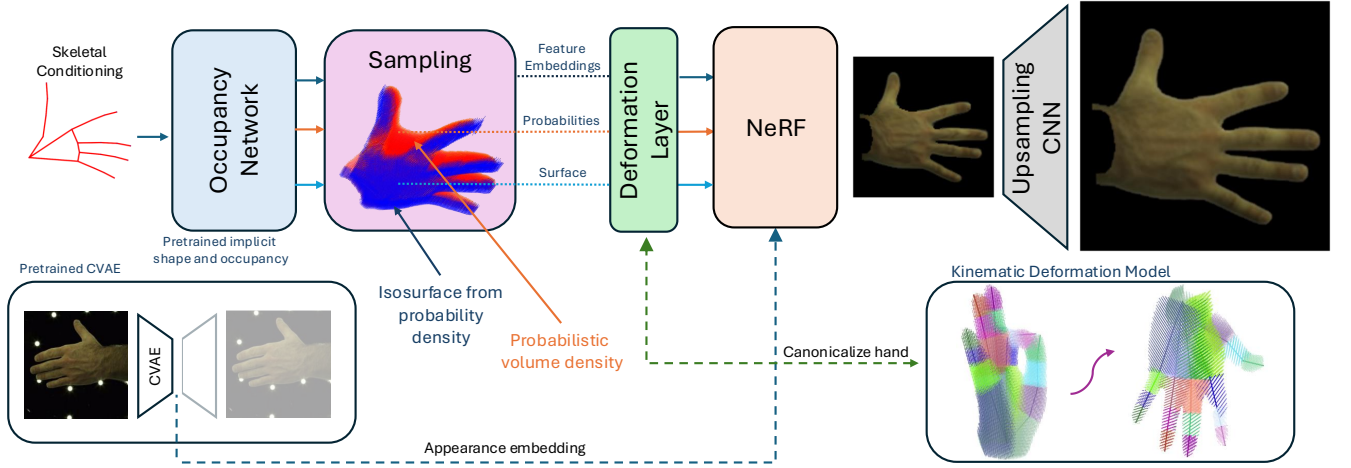 Skeletal
Conditioning
Occupancy
Network
Pretrained implicit
shape and occupancy
Sampling
Feature
Embeddings
Probabilities
Surface
Isosurface from
probability
density
Probabilistic
volume density
Deformation
Layer
NeRF
Upsampling
CNN
Pretrained CVAE
CVAE
Appearance embedding
Canonicalize hand
Kinematic Deformation Model